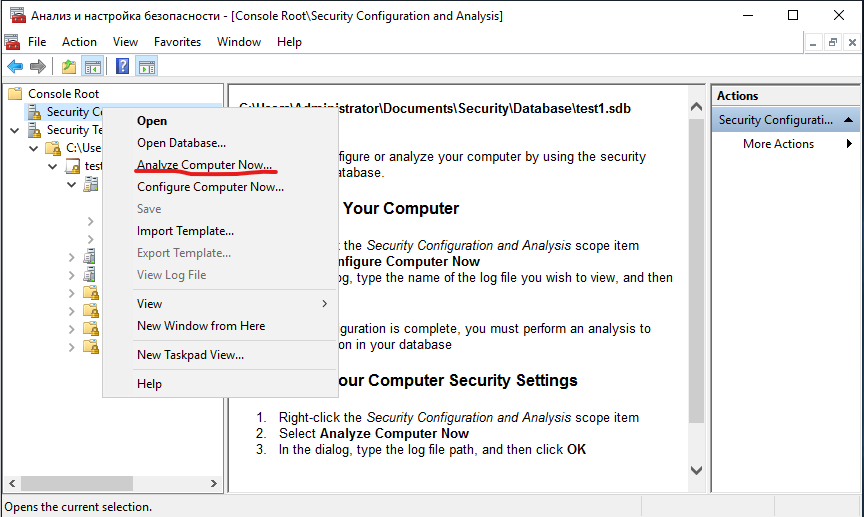 Анализ и настройка безопасности - [Console Root\Security Configuration and Analysis]
File Action View Favorites Window Help
Console Root
Security Co
Security Te
C:\Use
test
Open
Open Database...
Analyze Computer Now...
Configure Computer Now...
Save
Import Template...
Export Template...
View Log File
View
New Window from Here
New Taskpad View...
Help
C:\Users\Administrator\Documents\Security\Database\test1.sdb
figure or analyze your computer by using the security
atabase.
Your Computer
t the Security Configuration and Analysis scope item
nfigure Computer Now
og, type the name of the log file you wish to view, and then
iguration is complete, you must perform an analysis to
on in your database
our Computer Security Settings
1. Right-click the Security Configuration and Analysis scope item
2. Select Analyze Computer Now
3. In the dialog, type the log file path, and then click OK
Actions
Security Configurati...
More Actions
Opens the current selection.